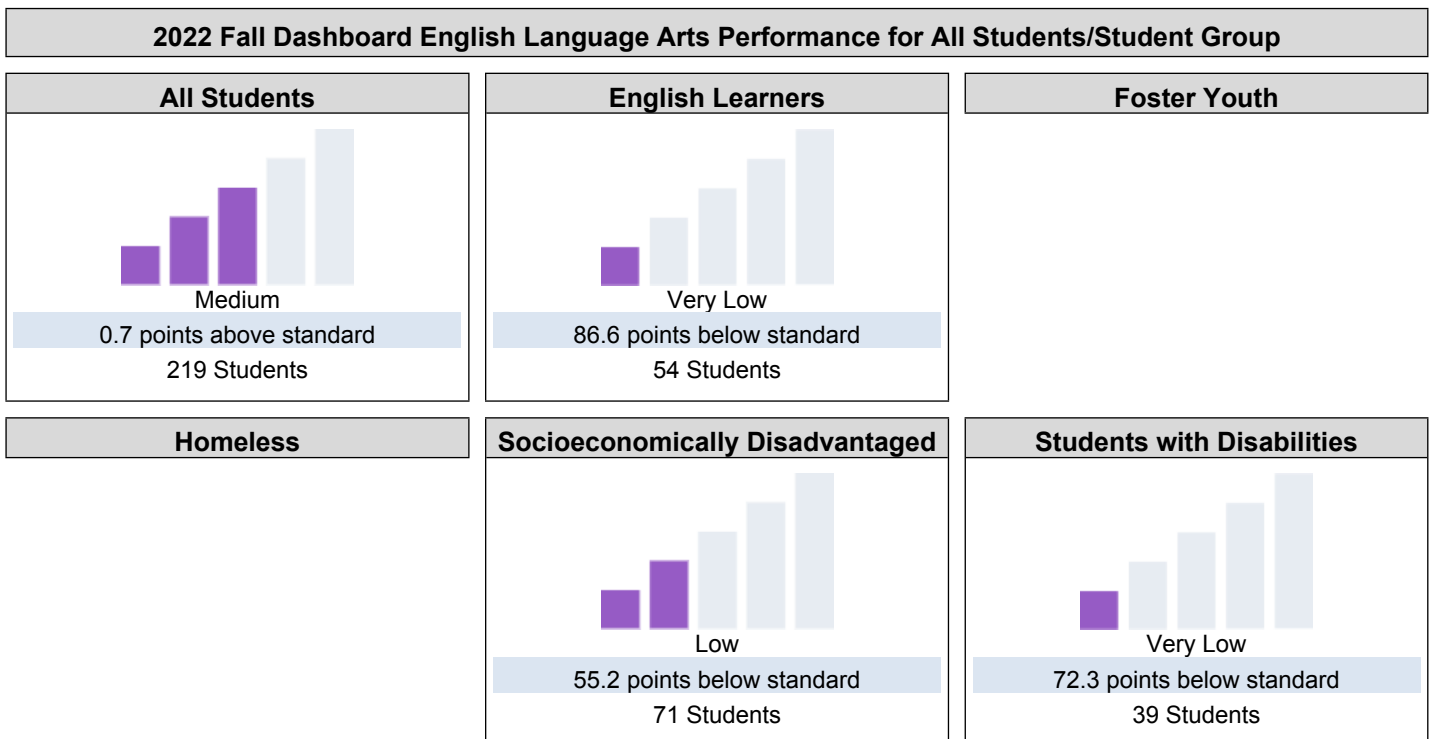 2022 Fall Dashboard English Language Arts Performance for All Students/Student Group
All Students
Medium
0.7 points above standard
219 Students
English Learners
Very Low
86.6 points below standard
54 Students
Foster Youth
Homeless
Socioeconomically Disadvantaged
Low
55.2 points below standard
71 Students
Students with Disabilities
Very Low
72.3 points below standard
39 Students